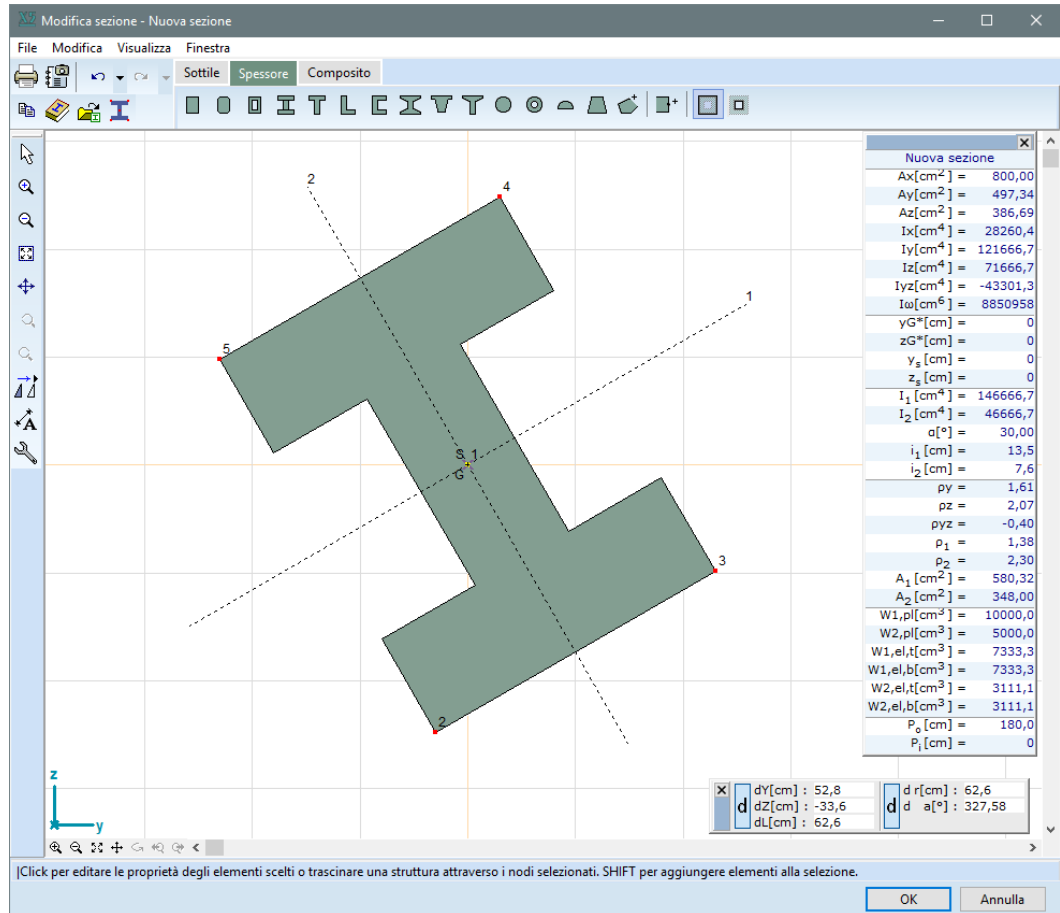 Modifica sezione - Nuova sezione
File Modifica Visualizza Finestra
Sottile Spessore Composito
Nuova sezione
Ax[cm²] = 800,00
Ay[cm²] = 497,34
Az[cm²] = 386,69
Ix[cm⁴] = 28260,4
Iy[cm⁴] = 121666,7
Iz[cm⁴] = 71666,7
Iyz[cm⁴] = -43301,3
Iω[cm⁶] = 8850958
yG*[cm] = 0
zG*[cm] = 0
yₛ[cm] = 0
zₛ[cm] = 0
I₁[cm⁴] = 146666,7
I₂[cm⁴] = 46666,7
α[°] = 30,00
i₁[cm] = 13,5
i₂[cm] = 7,6
ρy = 1,61
ρz = 2,07
ρyz = -0,40
ρ₁ = 1,38
ρ₂ = 2,30
A₁[cm²] = 580,32
A₂[cm²] = 348,00
W1,pl[cm³] = 10000,0
W2,pl[cm³] = 5000,0
W1,el,t[cm³] = 7333,3
W1,el,b[cm³] = 7333,3
W2,el,t[cm³] = 3111,1
W2,el,b[cm³] = 3111,1
Pₒ[cm] = 180,0
Pᵢ[cm] = 0
2
4
1
5
S 1
G
3
2
z
y
d dY[cm] : 52,8
dZ[cm] : -33,6
dL[cm] : 62,6
d d r[cm] : 62,6
d a[°] : 327,58
|Click per editare le proprietà degli elementi scelti o trascinare una struttura attraverso i nodi selezionati. SHIFT per aggiungere elementi alla selezione.
OK Annulla